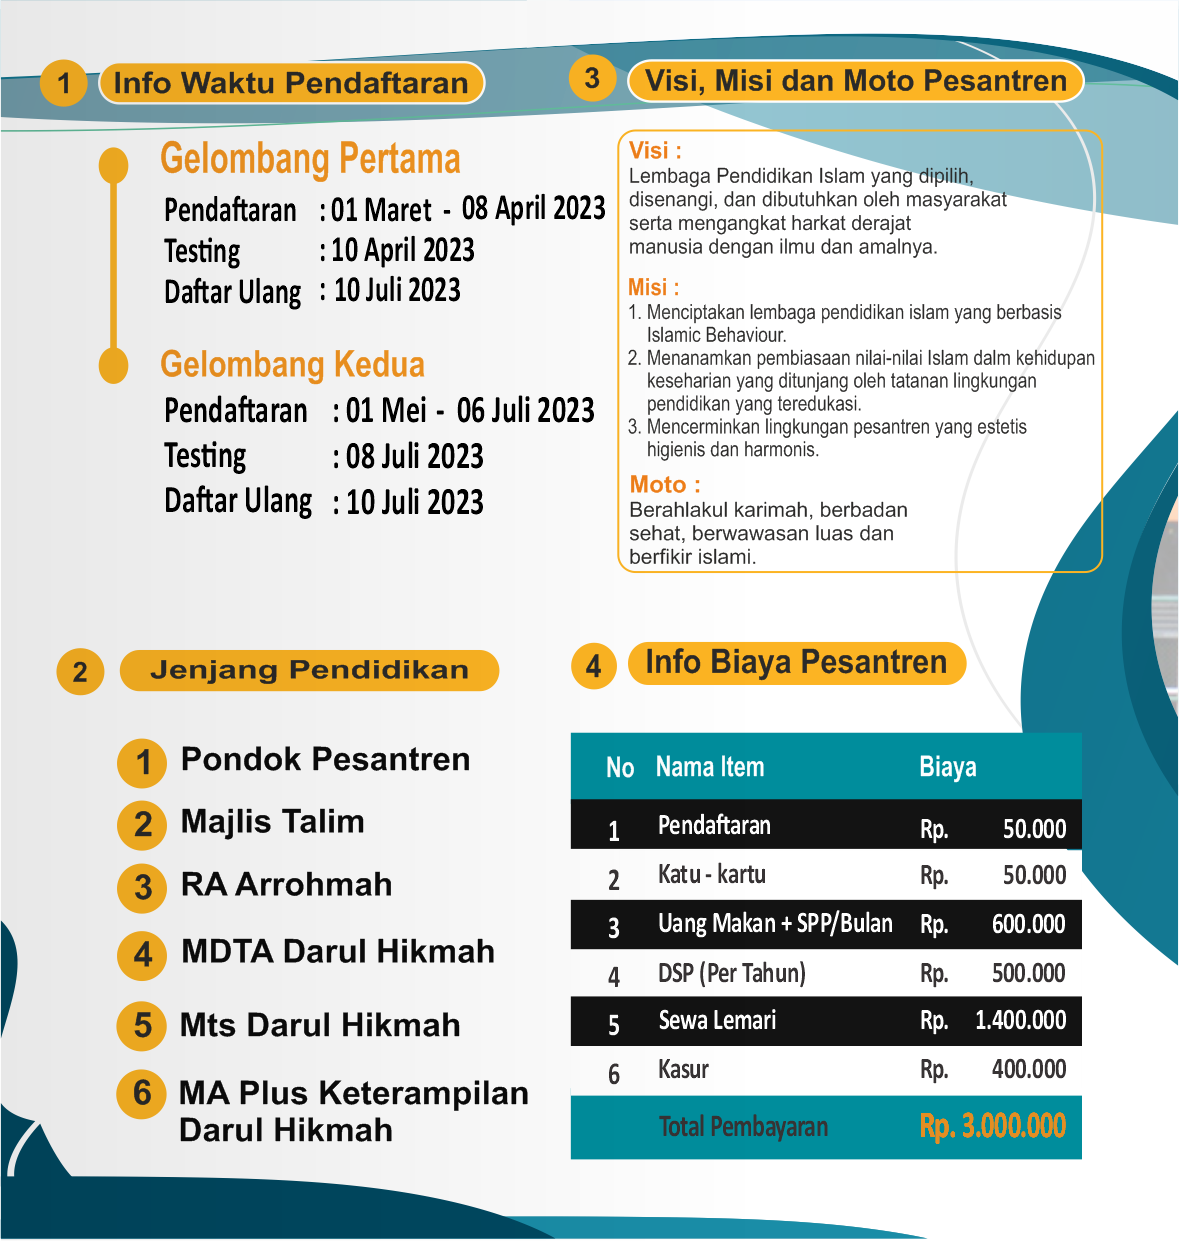 1 Info Waktu Pendaftaran
Gelombang Pertama
Pendaftaran : 01 Maret - 08 April 2023
Testing : 10 April 2023
Daftar Ulang : 10 Juli 2023
Gelombang Kedua
Pendaftaran : 01 Mei - 06 Juli 2023
Testing : 08 Juli 2023
Daftar Ulang : 10 Juli 2023
3 Visi, Misi dan Moto Pesantren
Visi :
Lembaga Pendidikan Islam yang dipilih,
disenangi, dan dibutuhkan oleh masyarakat
serta mengangkat harkat derajat
manusia dengan ilmu dan amalnya.
Misi :
1. Menciptakan lembaga pendidikan islam yang berbasis
Islamic Behaviour.
2. Menanamkan pembiasaan nilai-nilai Islam dalm kehidupan
keseharian yang ditunjang oleh tatanan lingkungan
pendidikan yang teredukasi.
3. Mencerminkan lingkungan pesantren yang estetis
higienis dan harmonis.
Moto :
Berahlakul karimah, berbadan
sehat, berwawasan luas dan
berfikir islami.
2 Jenjang Pendidikan
1 Pondok Pesantren
2 Majlis Talim
3 RA Arrohmah
4 MDTA Darul Hikmah
5 Mts Darul Hikmah
6 MA Plus Keterampilan
Darul Hikmah
4 Info Biaya Pesantren
No Nama Item Biaya
1 Pendaftaran Rp. 50.000
2 Katu - kartu Rp. 50.000
3 Uang Makan + SPP/Bulan Rp. 600.000
4 DSP (Per Tahun) Rp. 500.000
5 Sewa Lemari Rp. 1.400.000
6 Kasur Rp. 400.000
Total Pembayaran Rp. 3.000.000